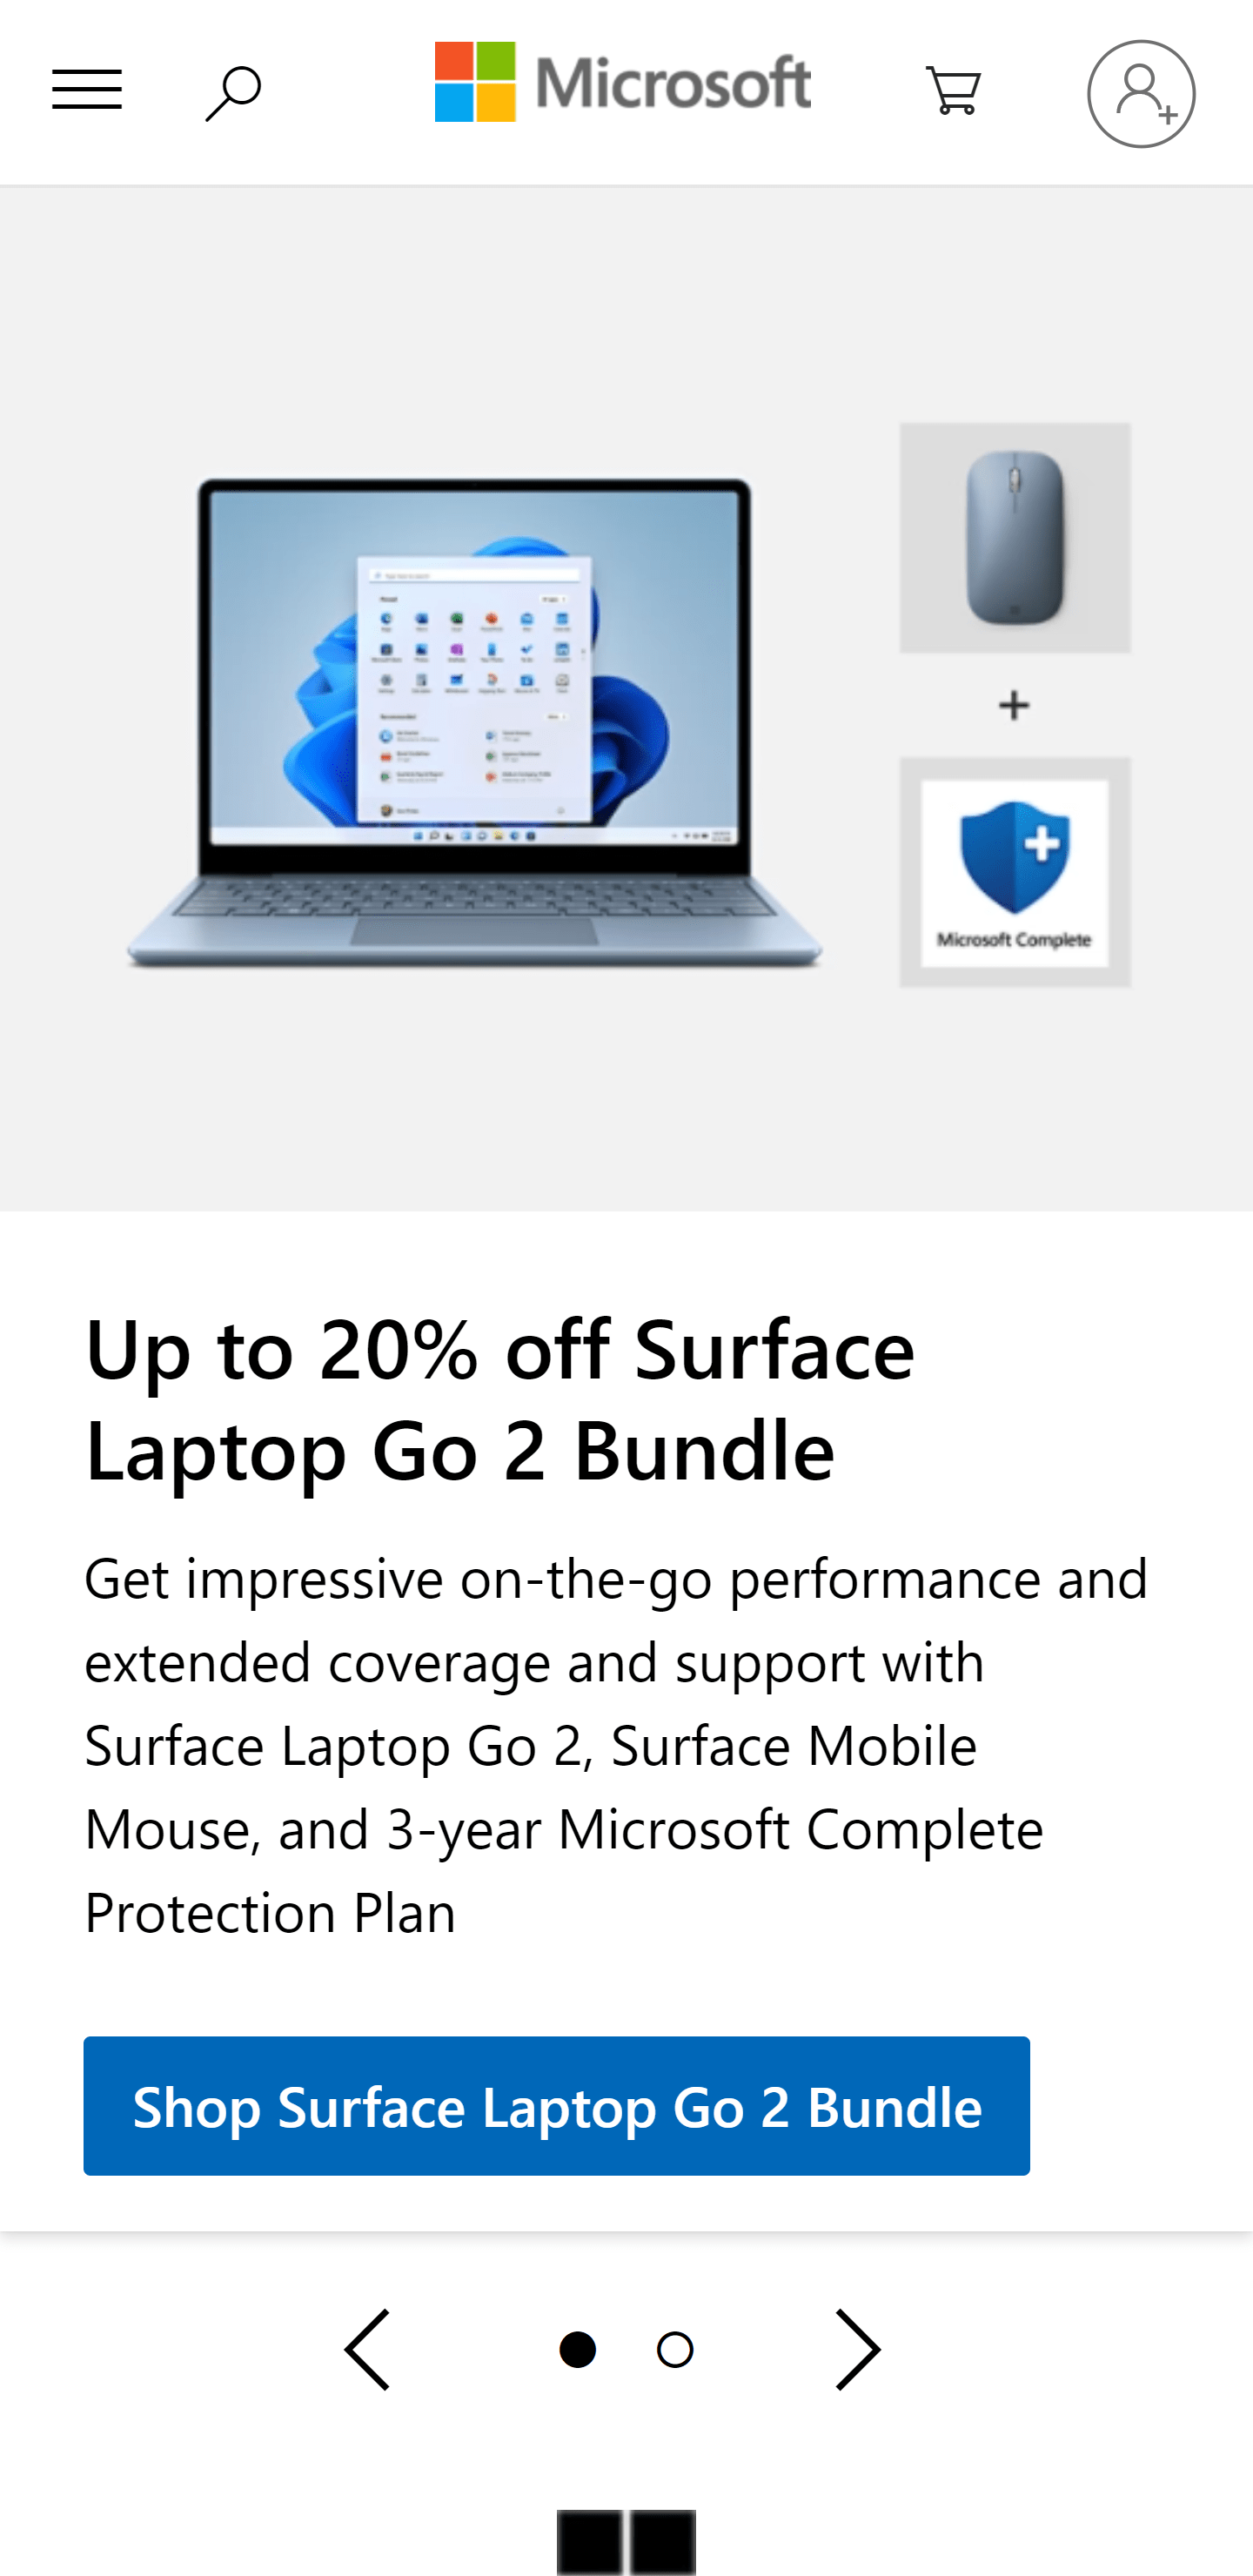 Microsoft
Microsoft Complete
Up to 20% off Surface
Laptop Go 2 Bundle
Get impressive on-the-go performance and
extended coverage and support with
Surface Laptop Go 2, Surface Mobile
Mouse, and 3-year Microsoft Complete
Protection Plan
Shop Surface Laptop Go 2 Bundle